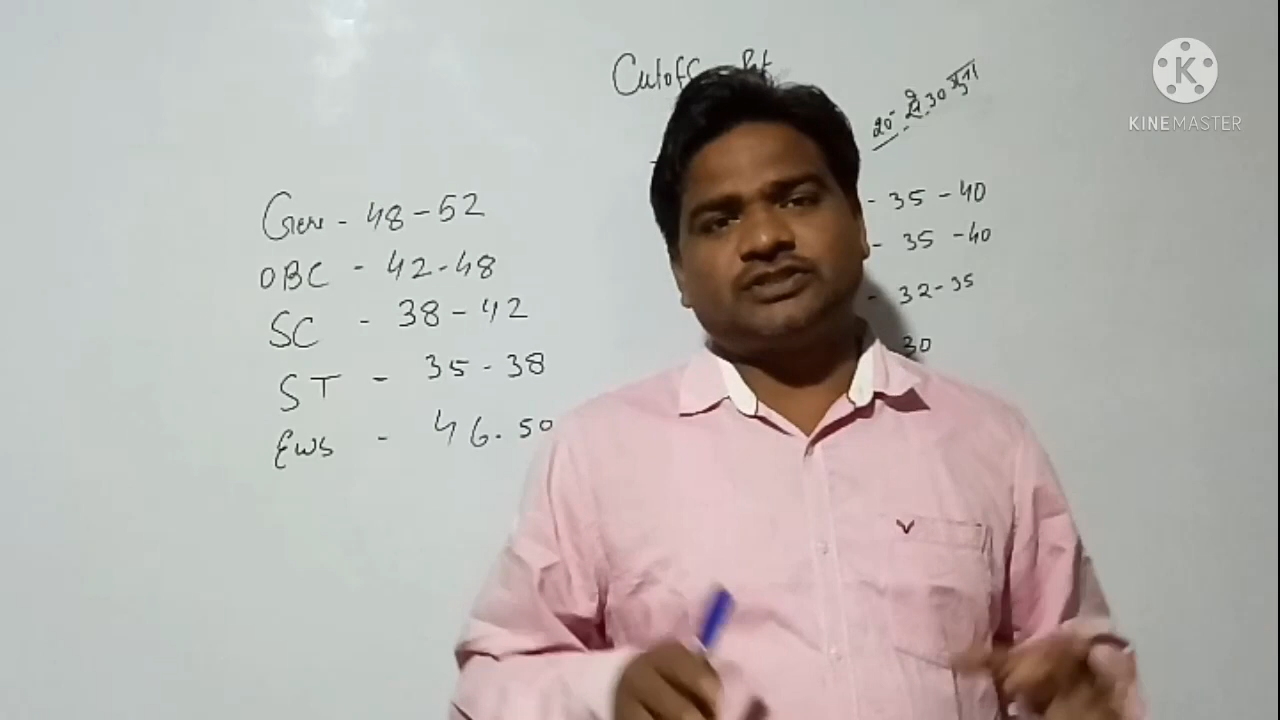 Cutoff
20 से 30 गुना
Gen - 48-52
OBC - 42-48
SC - 38-42
ST - 35-38
EWS - 46.50
- 35-40
- 35-40
- 32-35
30
K
KINEMASTER